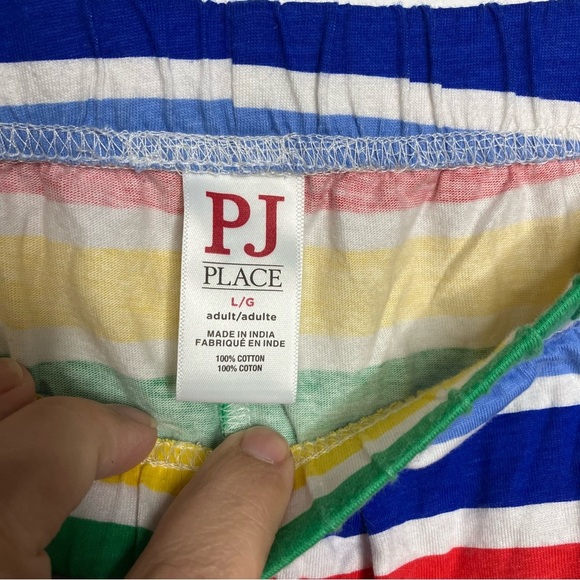 PJ
PLACE
L/G
adult/adulte
MADE IN INDIA
FABRIQUÉ EN INDE
100% COTTON
100% COTON